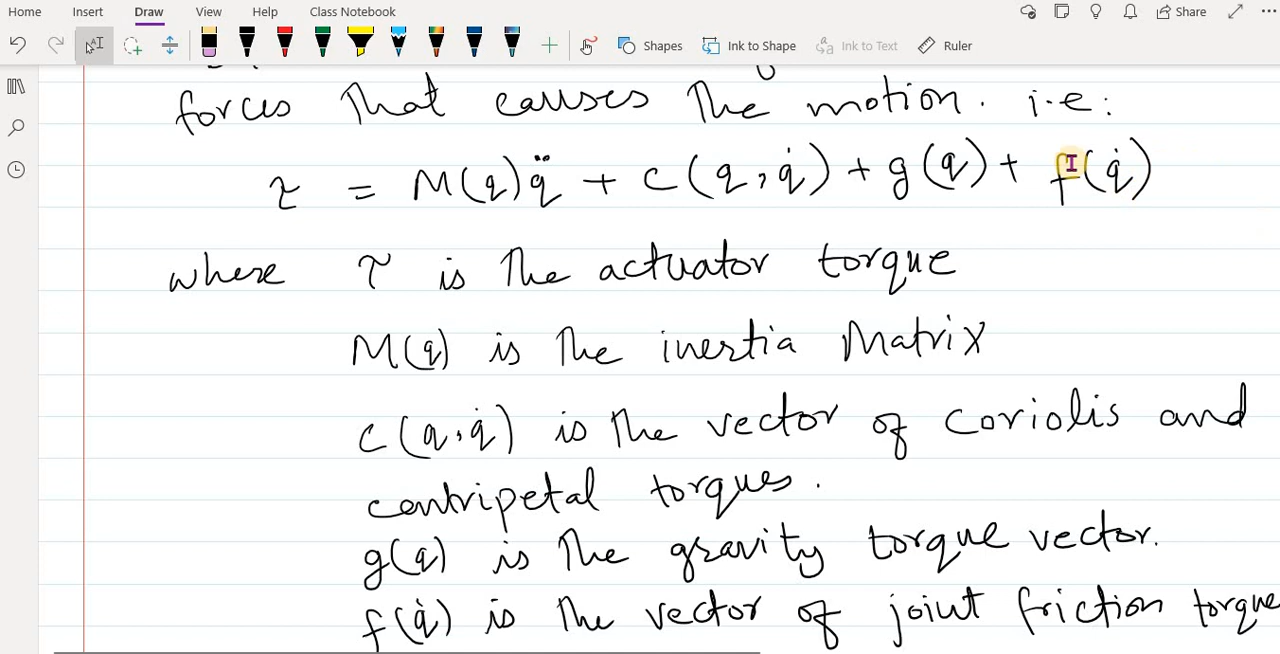 Home Insert Draw View Help Class Notebook Share
Shapes Ink to Shape Ink to Text Ruler
forces that causes the motion. i.e:
τ = M(q)q̈ + c(q, q̇) + g(q) + f(q̇)
where τ is the actuator torque
M(q) is the inertia Matrix
c(q,q̇) is the vector of coriolis and
centripetal torques.
g(q) is the gravity torque vector.
f(q̇) is the vector of joint friction torque